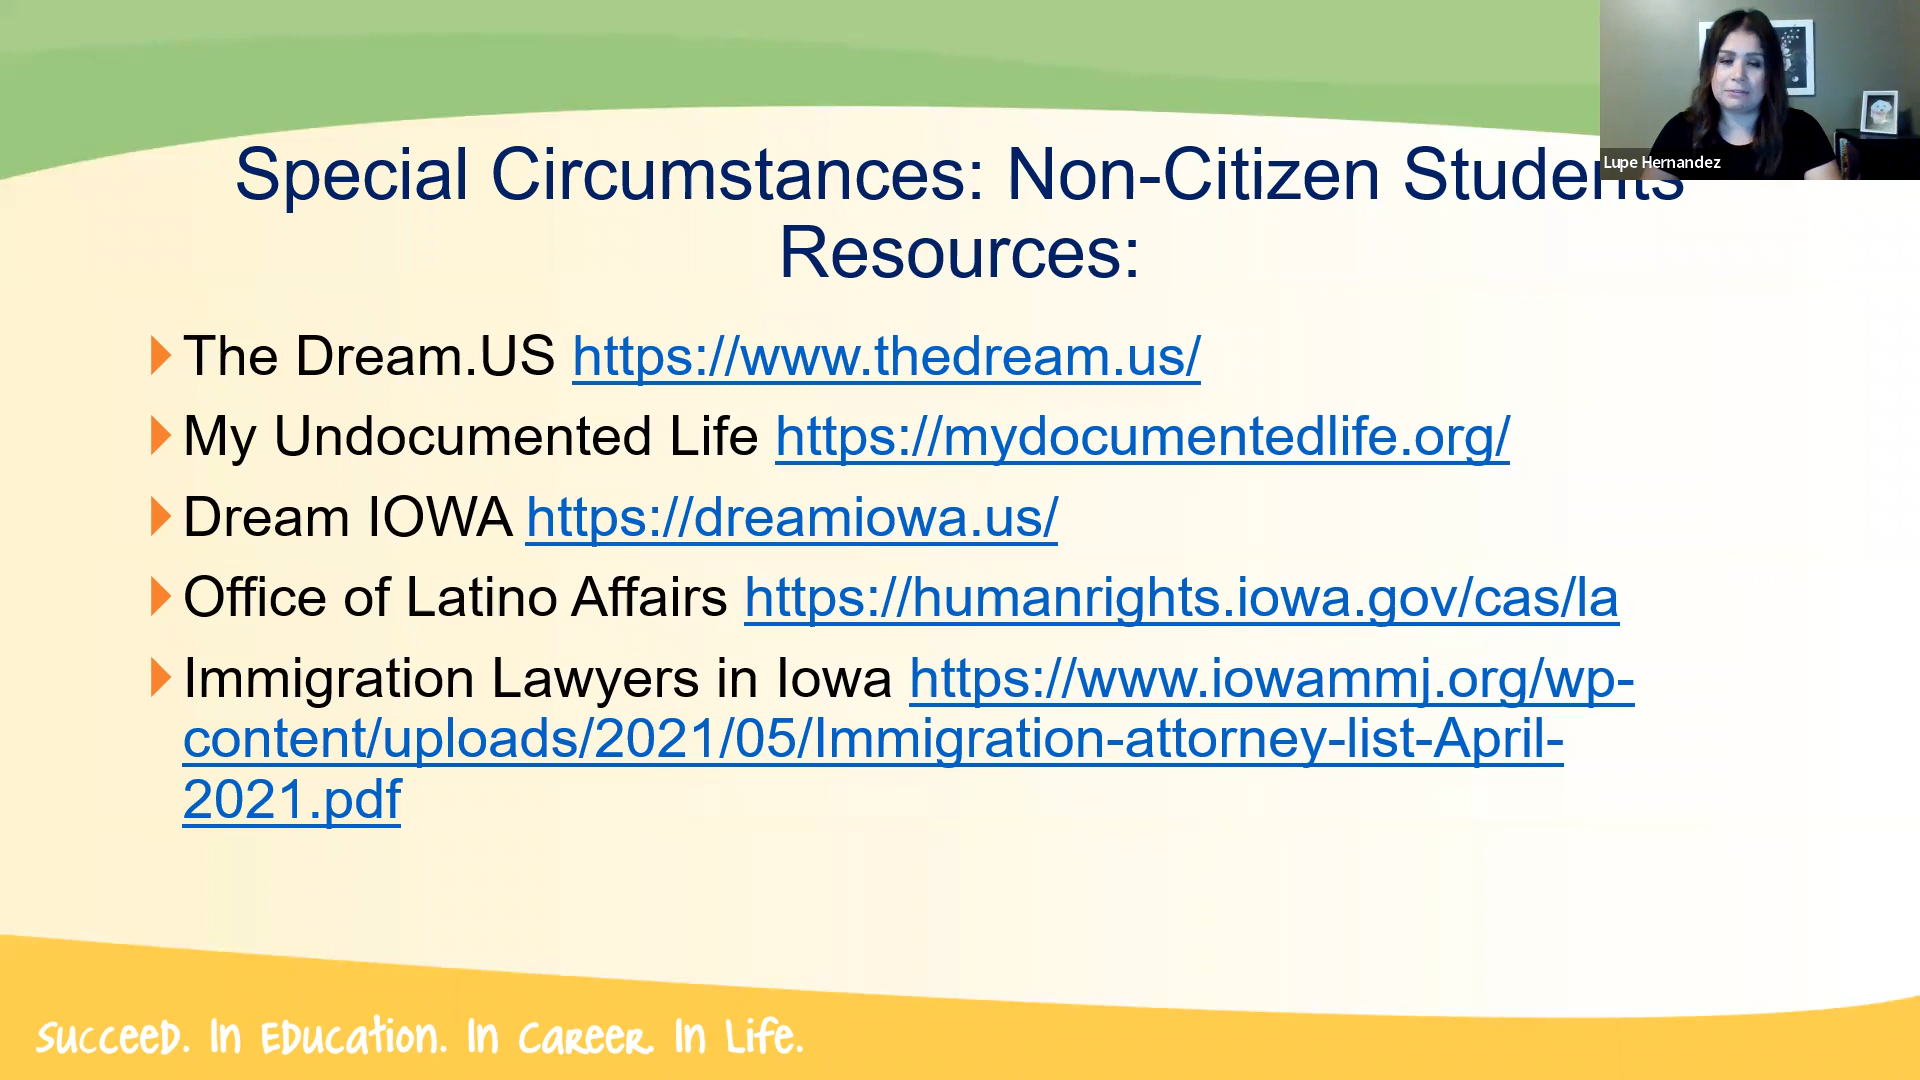 Lupe Hernandez
Special Circumstances: Non-Citizen Students
Resources:
The Dream.US https://www.thedream.us/
My Undocumented Life https://mydocumentedlife.org/
Dream IOWA https://dreamiowa.us/
Office of Latino Affairs https://humanrights.iowa.gov/cas/la
Immigration Lawyers in Iowa https://www.iowammj.org/wp-
content/uploads/2021/05/Immigration-attorney-list-April-
2021.pdf
Succeed. In Education. In Career. In Life.